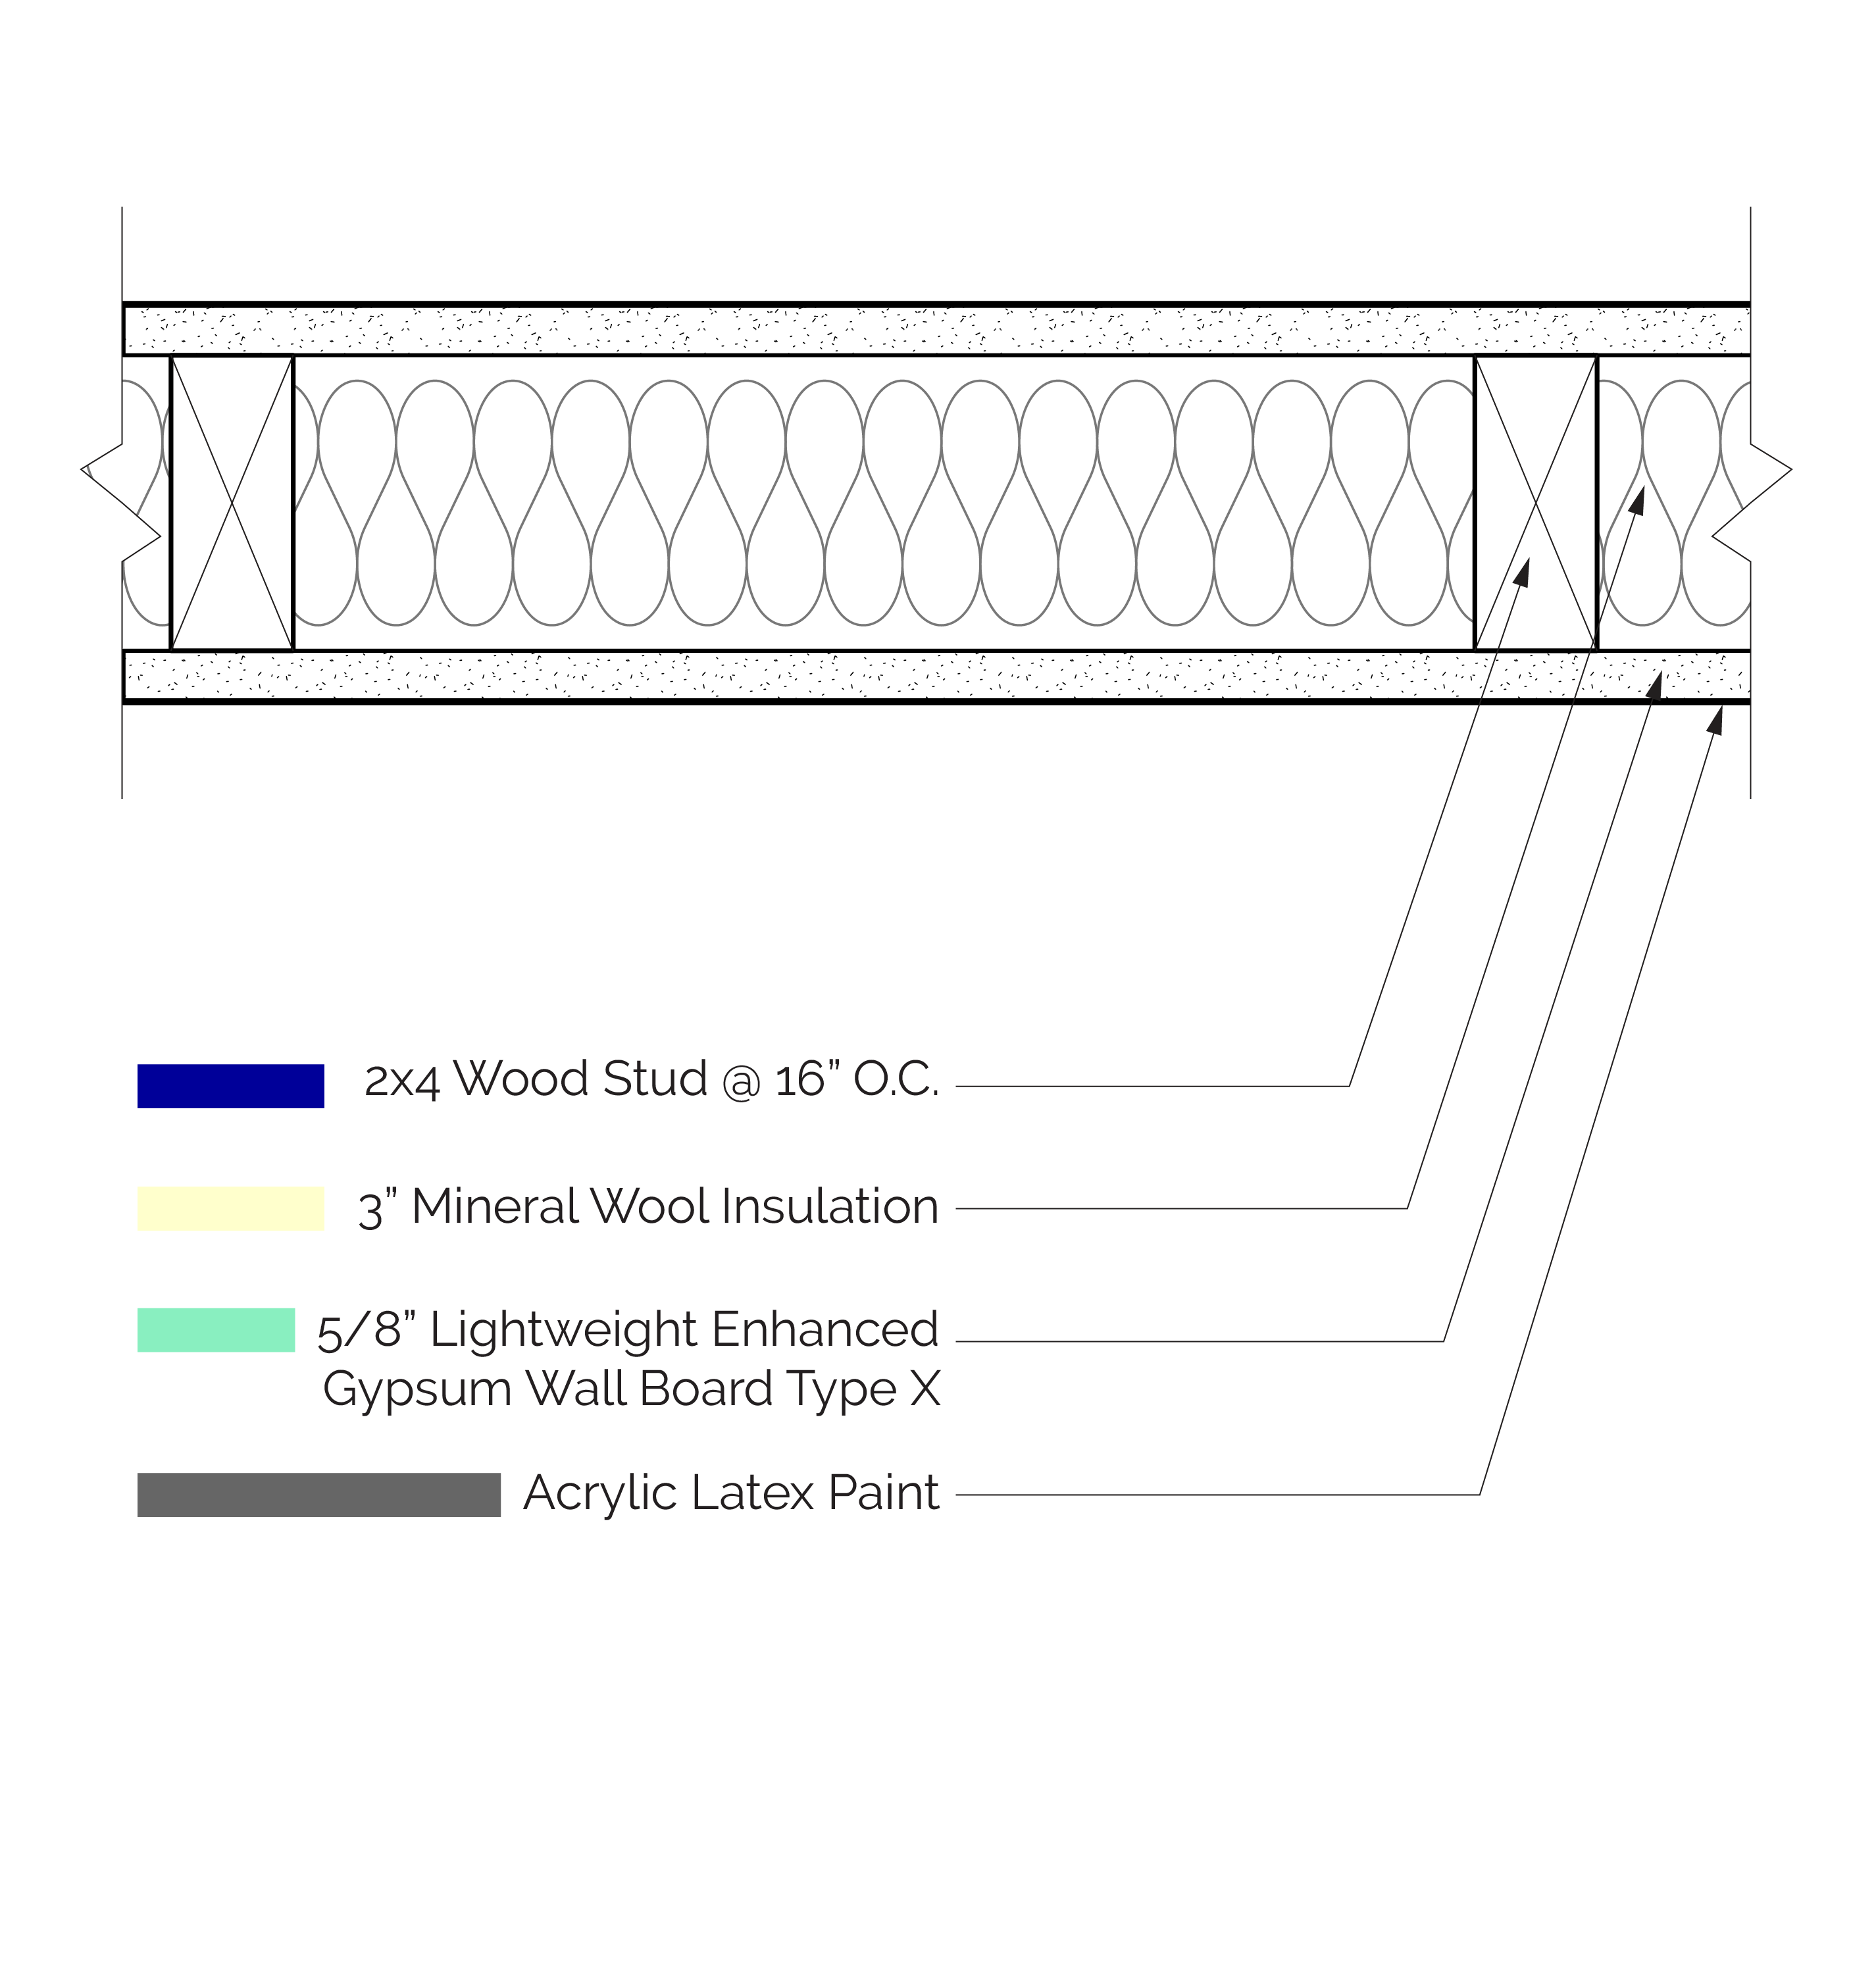 2x4 Wood Stud @ 16” O.C.
3” Mineral Wool Insulation
5/8” Lightweight Enhanced
Gypsum Wall Board Type X
Acrylic Latex Paint